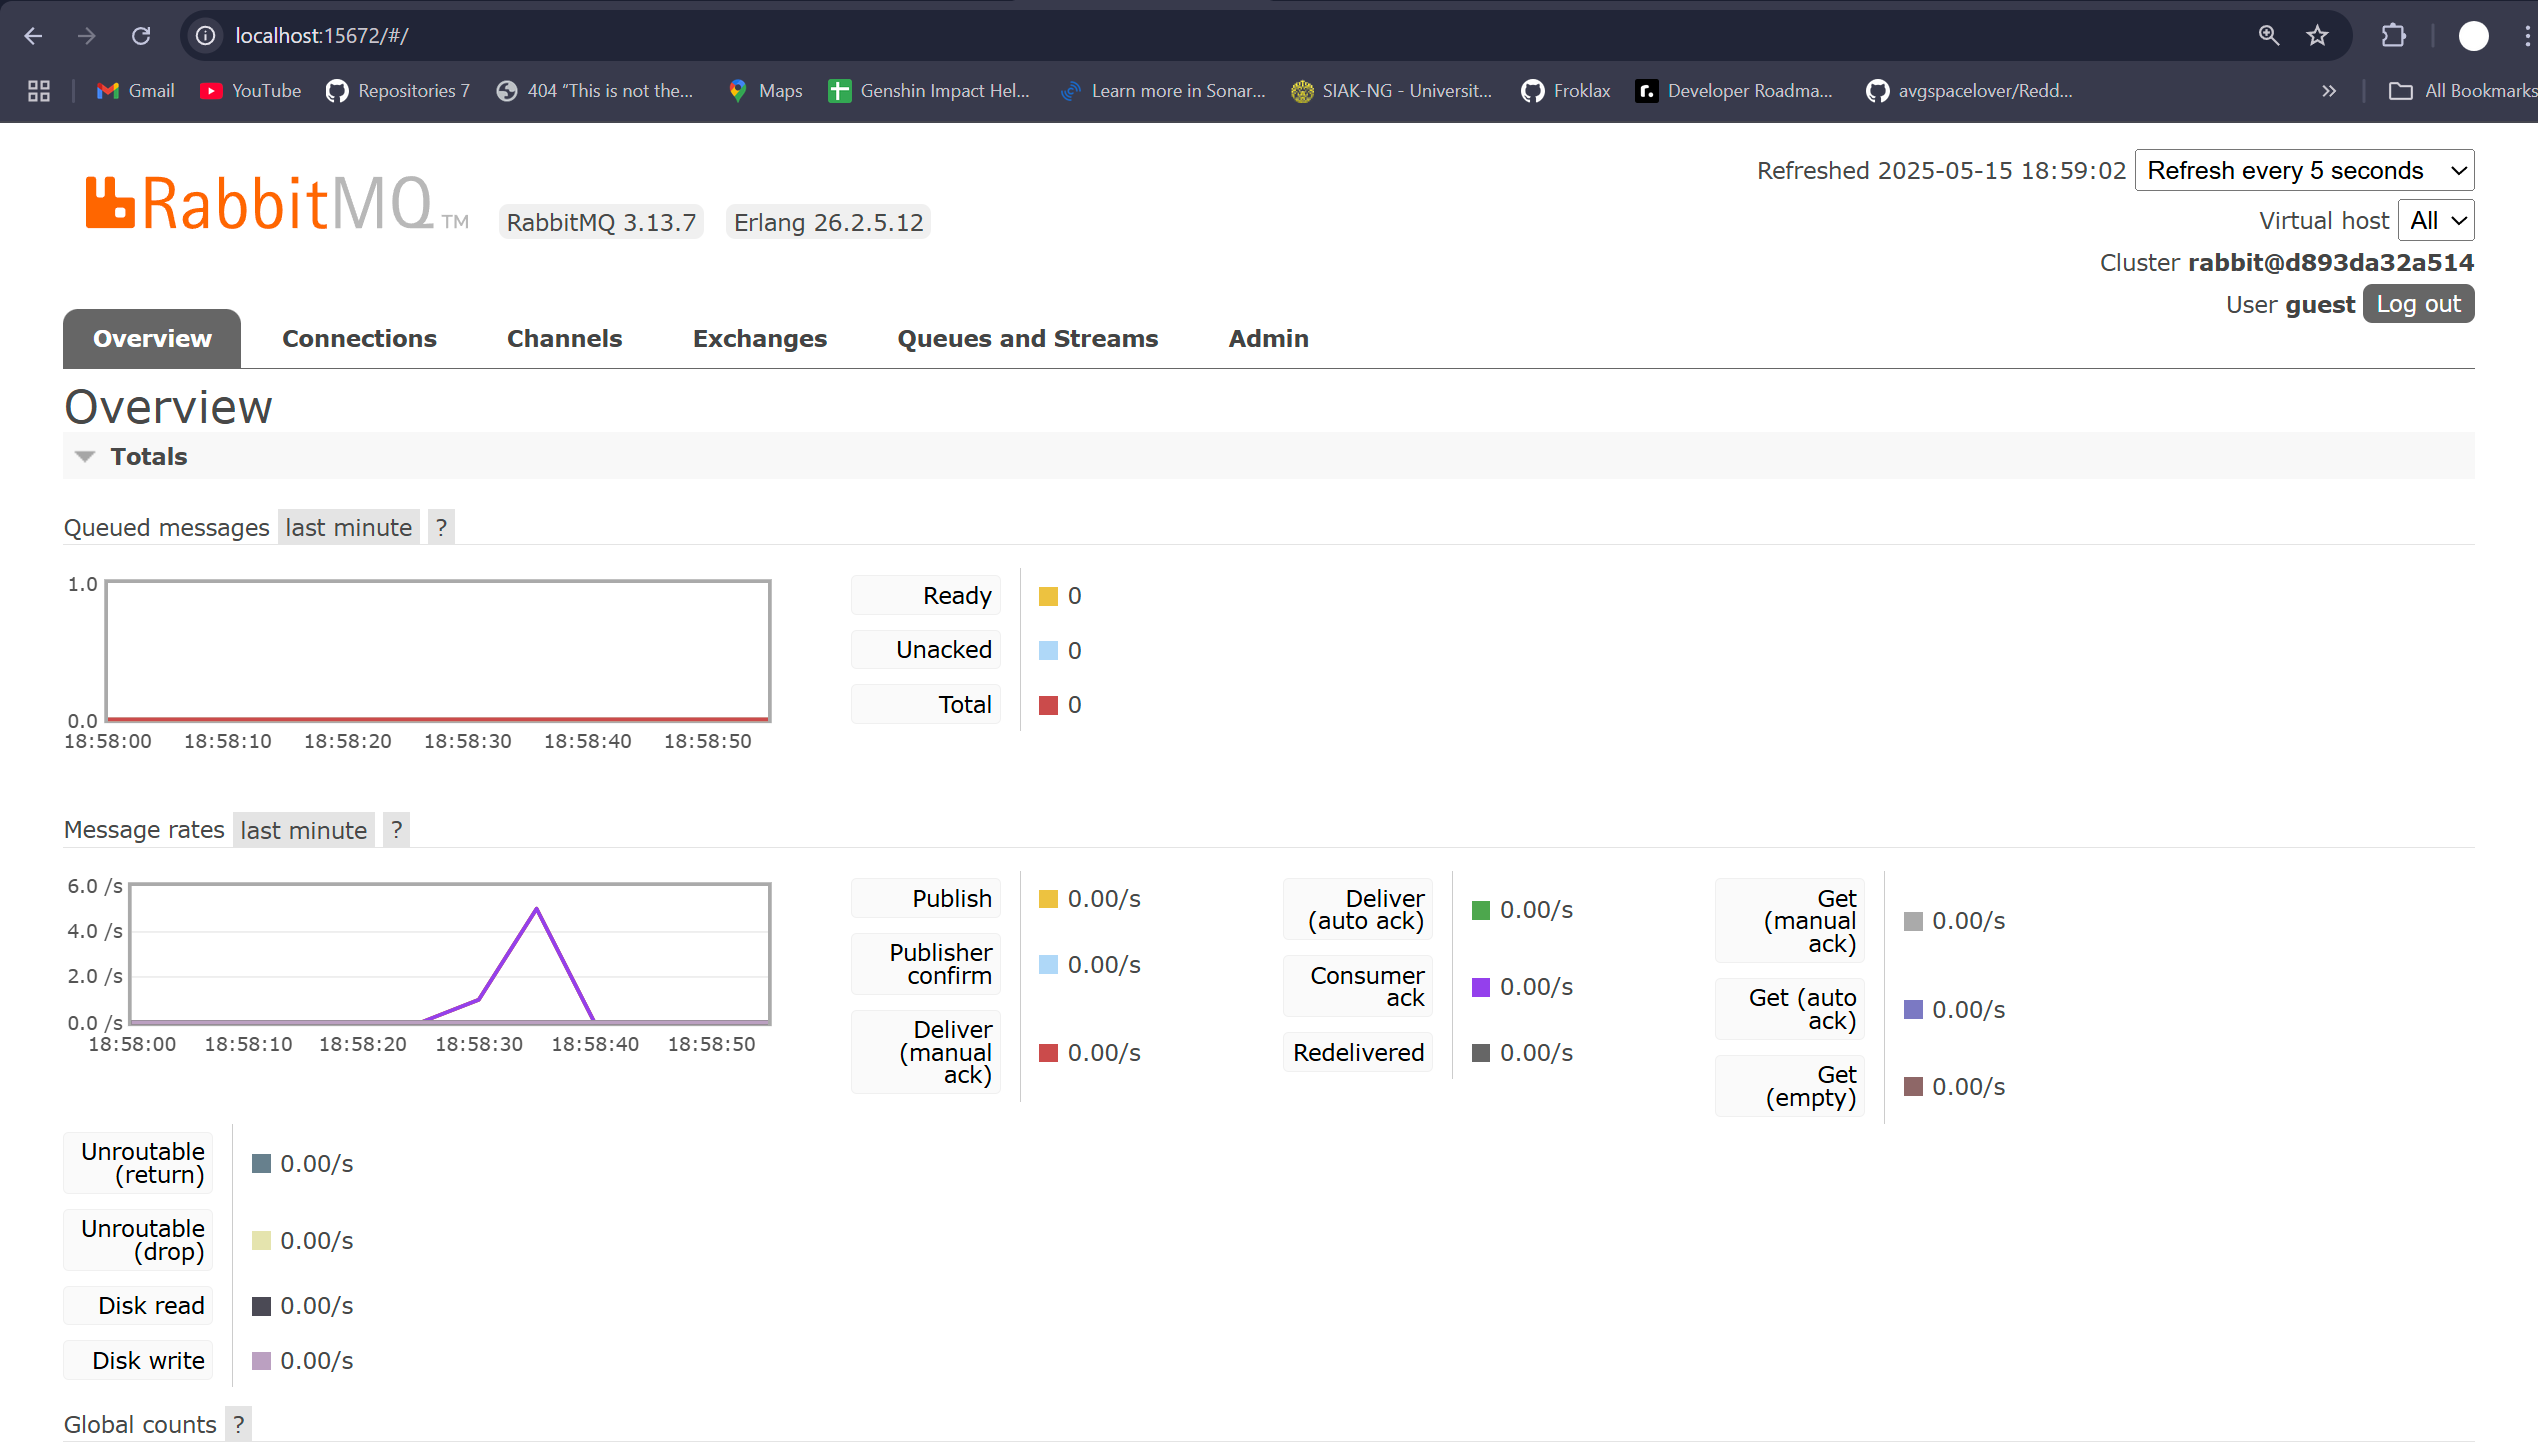 localhost:15672/#/
Gmail YouTube Repositories 7 404 “This is not the... Maps Genshin Impact Hel... Learn more in Sonar... SIAK-NG - Universit... Froklax Developer Roadma... avgspacelover/Redd... » All Bookmarks
RabbitMQ TM RabbitMQ 3.13.7 Erlang 26.2.5.12
Refreshed 2025-05-15 18:59:02 Refresh every 5 seconds
Virtual host All
Cluster rabbit@d893da32a514
User guest Log out
Overview Connections Channels Exchanges Queues and Streams Admin
Overview
Totals
Queued messages last minute ?
1.0
0.0
18:58:00 18:58:10 18:58:20 18:58:30 18:58:40 18:58:50
Ready 0
Unacked 0
Total 0
Message rates last minute ?
6.0 /s
4.0 /s
2.0 /s
0.0 /s
18:58:00 18:58:10 18:58:20 18:58:30 18:58:40 18:58:50
Publish 0.00/s
Publisher
confirm 0.00/s
Deliver
(manual 0.00/s
ack)
Deliver
(auto ack) 0.00/s
Consumer
ack 0.00/s
Redelivered 0.00/s
Get
(manual 0.00/s
ack)
Get (auto
ack) 0.00/s
Get
(empty) 0.00/s
Unroutable
(return) 0.00/s
Unroutable
(drop) 0.00/s
Disk read 0.00/s
Disk write 0.00/s
Global counts ?